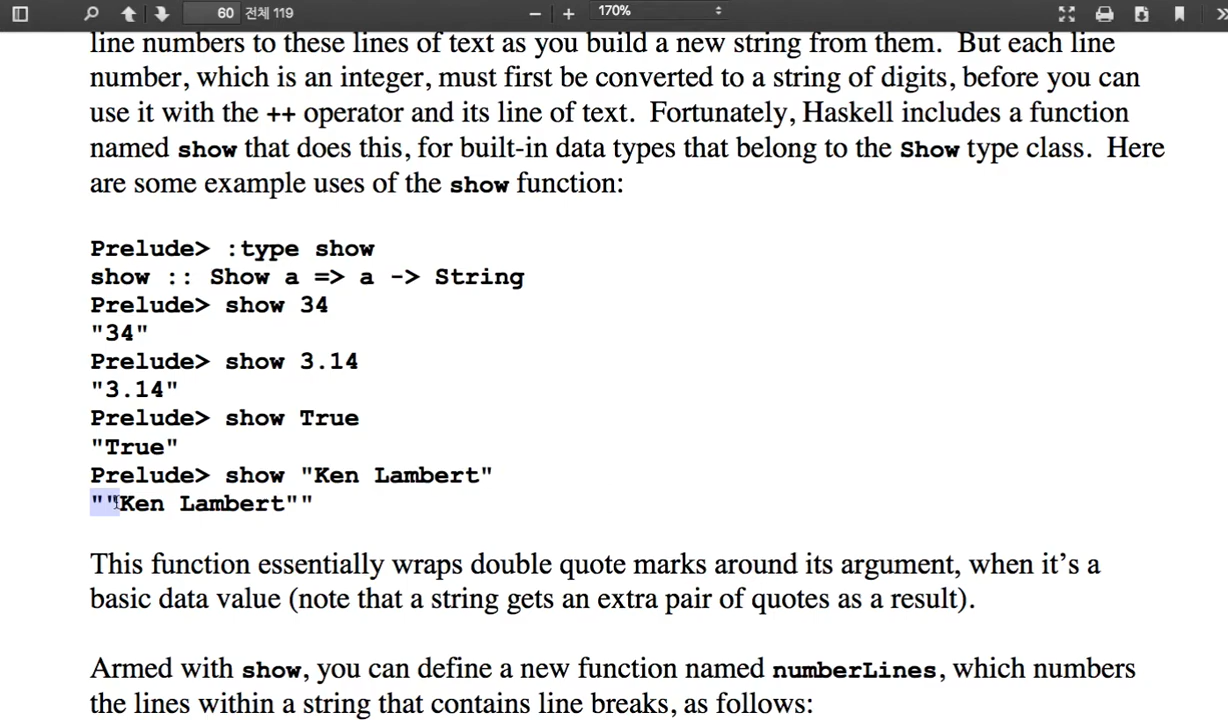 60 전체 119
170%
line numbers to these lines of text as you build a new string from them. But each line
number, which is an integer, must first be converted to a string of digits, before you can
use it with the ++ operator and its line of text. Fortunately, Haskell includes a function
named show that does this, for built-in data types that belong to the Show type class. Here
are some example uses of the show function:
Prelude> :type show
show :: Show a => a -> String
Prelude> show 34
"34"
Prelude> show 3.14
"3.14"
Prelude> show True
"True"
Prelude> show "Ken Lambert"
""Ken Lambert""
This function essentially wraps double quote marks around its argument, when it’s a
basic data value (note that a string gets an extra pair of quotes as a result).
Armed with show, you can define a new function named numberLines, which numbers
the lines within a string that contains line breaks, as follows: